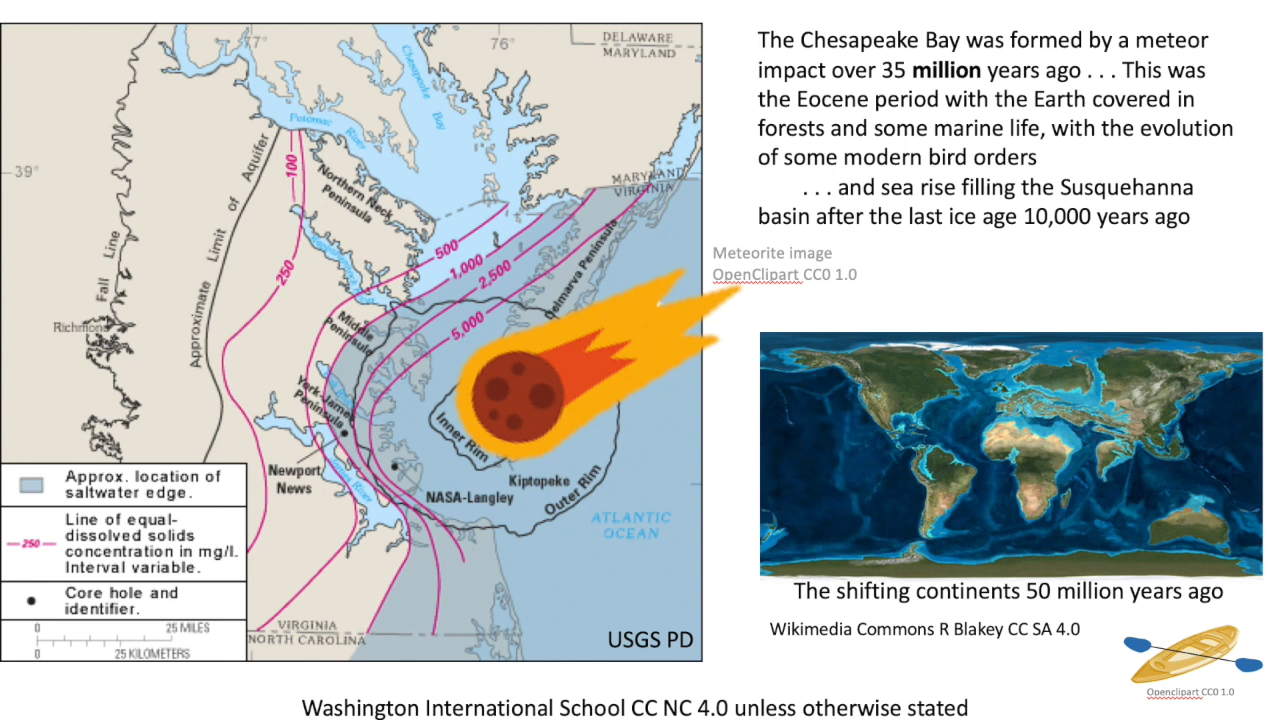 77°
76°
DELAWARE
MARYLAND
Chesapeake
Bay
Potomac
River
39°
100
Approximate Limit of Aquifer
Northern Neck
Peninsula
MARYLAND
VIRGINIA
Fall Line
250
500
1,000
2,500
5,000
Delmarva Peninsula
Richmond
Middle
Peninsula
York-James
Peninsula
Inner Rim
Outer Rim
Newport
News
Kiptopeke
NASA-Langley
ATLANTIC
OCEAN
Approx. location of
saltwater edge.
250
Line of equal-
dissolved solids
concentration in mg/l.
Interval variable.
Core hole and
identifier.
0 25 MILES
0 25 KILOMETERS
VIRGINIA
NORTH CAROLINA
USGS PD
The Chesapeake Bay was formed by a meteor
impact over 35 million years ago . . . This was
the Eocene period with the Earth covered in
forests and some marine life, with the evolution
of some modern bird orders
. . . and sea rise filling the Susquehanna
basin after the last ice age 10,000 years ago
Meteorite image
OpenClipart CC0 1.0
The shifting continents 50 million years ago
Wikimedia Commons R Blakey CC SA 4.0
Openclipart CC0 1.0
Washington International School CC NC 4.0 unless otherwise stated